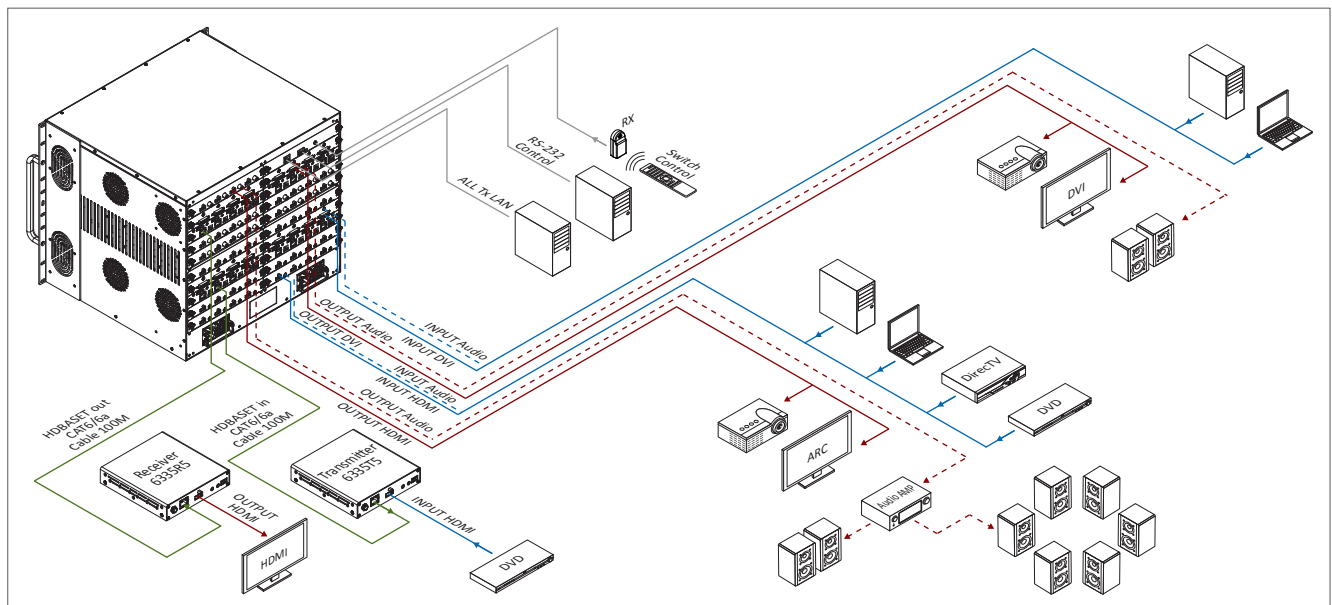 RX
RS-232
Control
Switch
Control
ALL Tx LAN
DVI
INPUT Audio
INPUT DVI
OUTPUT Audio
OUTPUT DVI
INPUT Audio
INPUT HDMI
OUTPUT Audio
OUTPUT HDMI
DirecTV
DVD
ARC
Audio AMP
HDBASET out
CAT6/6a
Cable 100M
HDBASET in
CAT6/6a
Cable 100M
Receiver
6335R5
Transmitter
6335T5
OUTPUT
HDMI
INPUT HDMI
HDMI
DVD